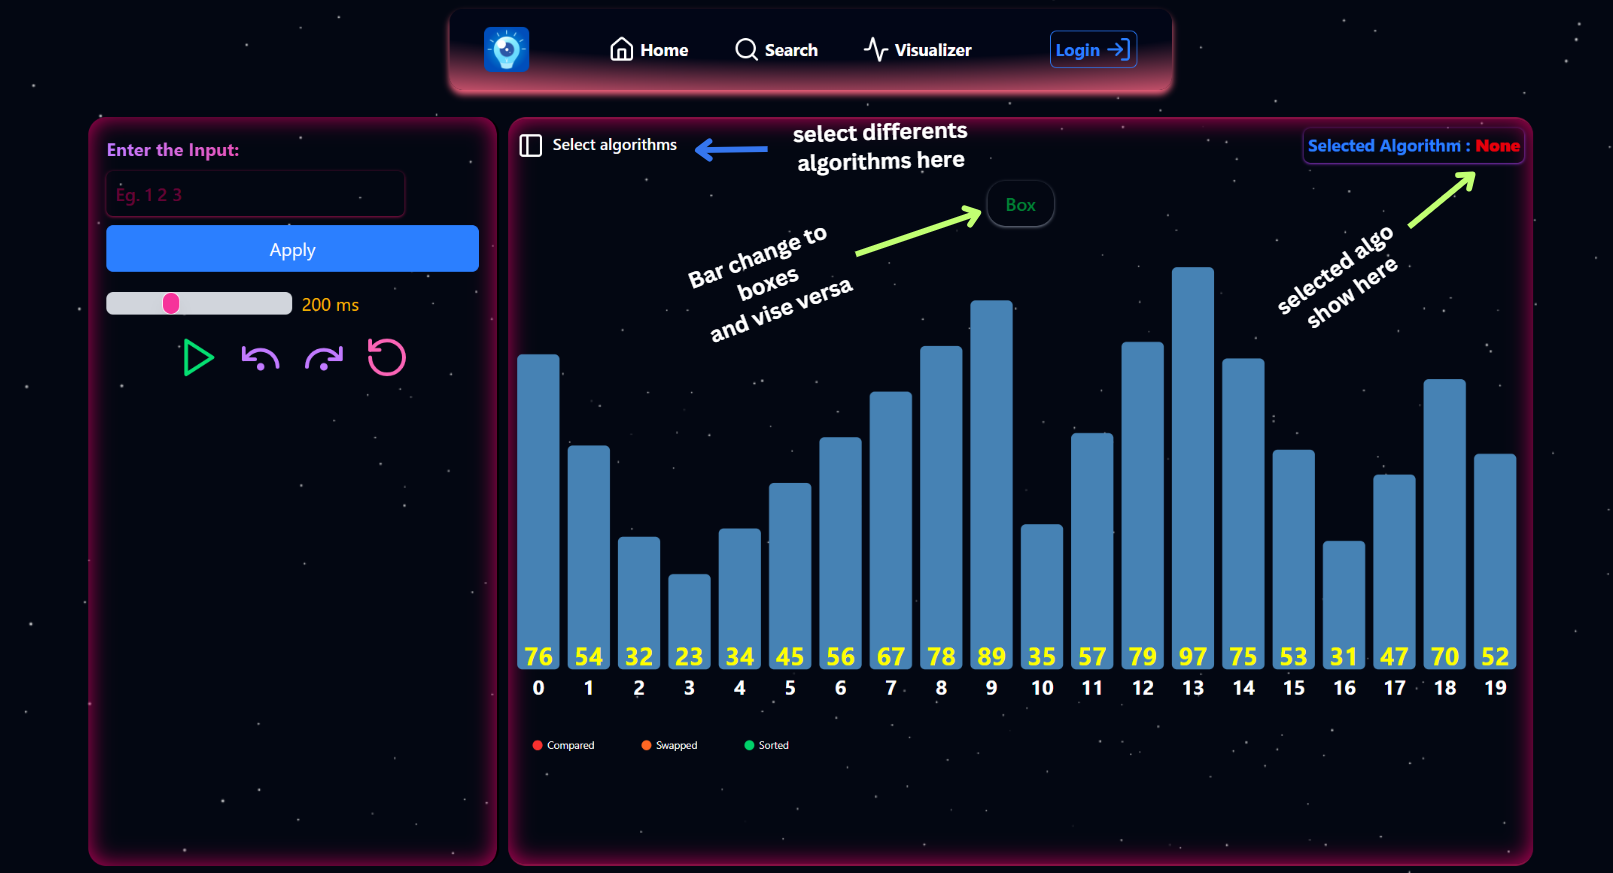 Home
Search
Visualizer
Login
Enter the Input:
Eg. 1 2 3
Apply
200 ms
Select algorithms
select differents
algorithms here
Selected Algorithm : None
Box
Bar change to
boxes
and vise versa
selected algo
show here
76 54 32 23 34 45 56 67 78 89 35 57 79 97 75 53 31 47 70 52
0 1 2 3 4 5 6 7 8 9 10 11 12 13 14 15 16 17 18 19
Compared
Swapped
Sorted